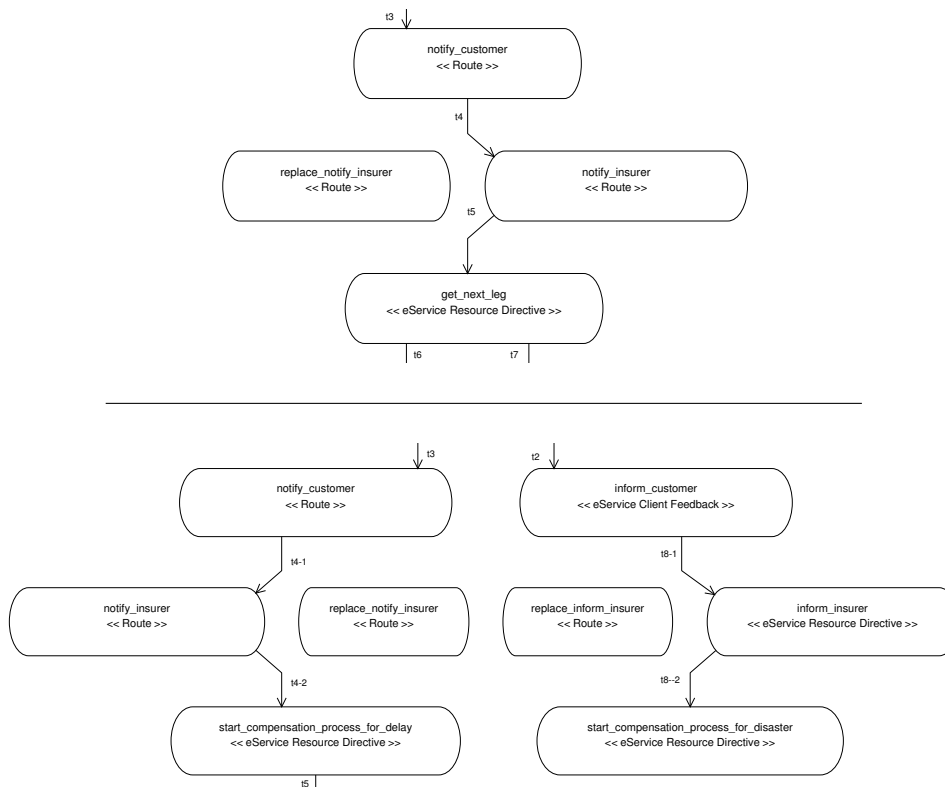 t3
notify_customer
<< Route >>
t4
replace_notify_insurer
<< Route >>
notify_insurer
<< Route >>
t5
get_next_leg
<< eService Resource Directive >>
t6
t7
t3
t2
notify_customer
<< Route >>
inform_customer
<< eService Client Feedback >>
t4-1
t8-1
notify_insurer
<< Route >>
replace_notify_insurer
<< Route >>
replace_inform_insurer
<< Route >>
inform_insurer
<< eService Resource Directive >>
t4-2
t8--2
start_compensation_process_for_delay
<< eService Resource Directive >>
start_compensation_process_for_disaster
<< eService Resource Directive >>
t5